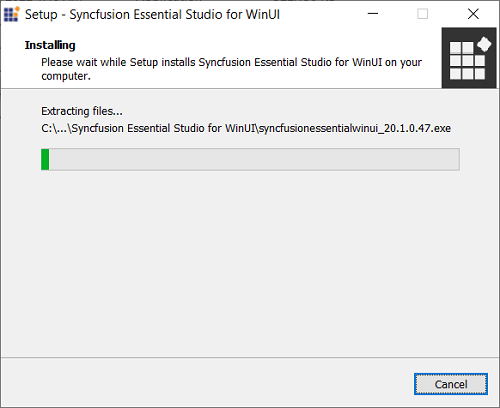 Setup - Syncfusion Essential Studio for WinUI
Installing
Please wait while Setup installs Syncfusion Essential Studio for WinUI on your
computer.
Extracting files...
C:\...\Syncfusion Essential Studio for WinUI\syncfusionessentialwinui_20.1.0.47.exe
Cancel